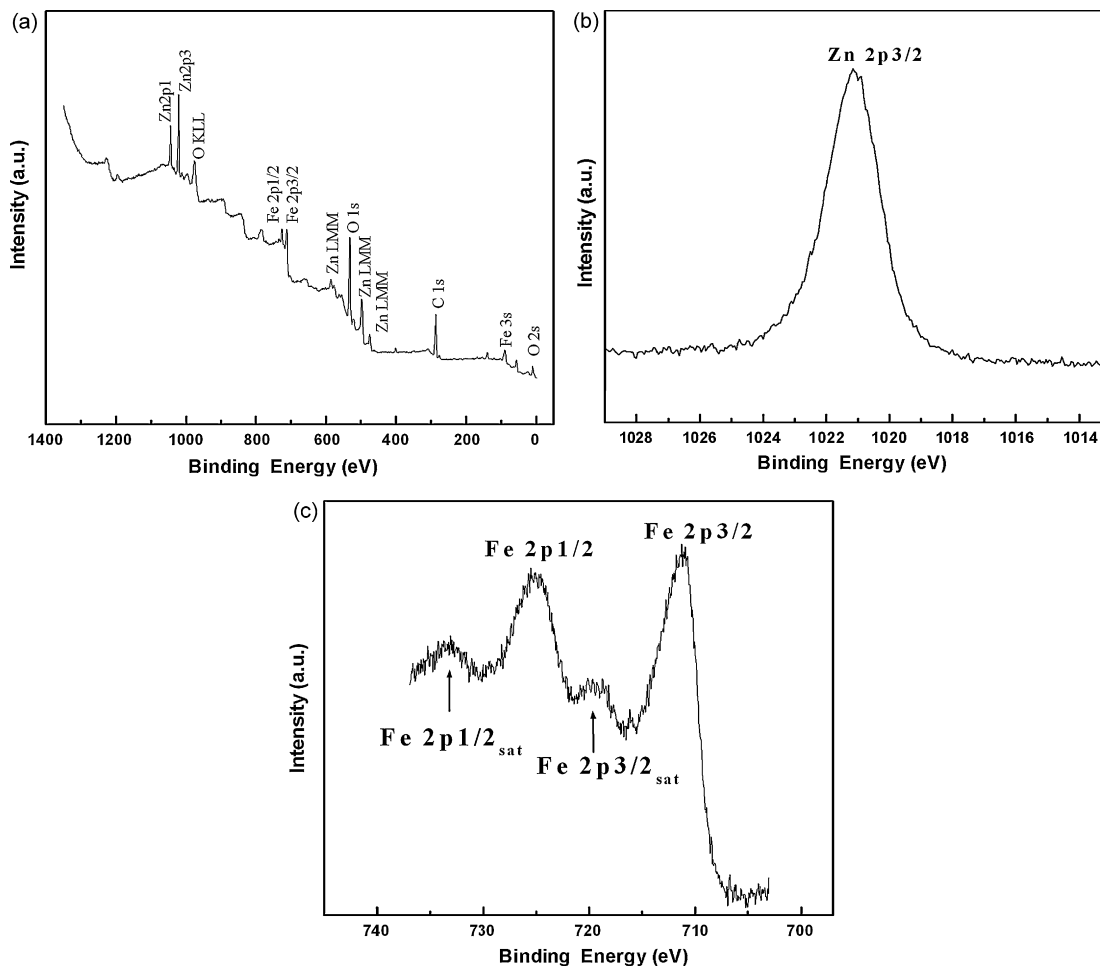 (a)
Zn2p1
Zn2p3
O KLL
Fe 2p1/2
Fe 2p3/2
Zn LMM
O 1s
Zn LMM
Zn LMM
C 1s
Fe 3s
O 2s
Intensity (a.u.)
1400 1200 1000 800 600 400 200 0
Binding Energy (eV)
(b)
Zn 2p3/2
Intensity (a.u.)
1028 1026 1024 1022 1020 1018 1016 1014
Binding Energy (eV)
(c)
Fe 2p1/2
Fe 2p3/2
Fe 2p1/2sat
Fe 2p3/2sat
Intensity (a.u.)
740 730 720 710 700
Binding Energy (eV)